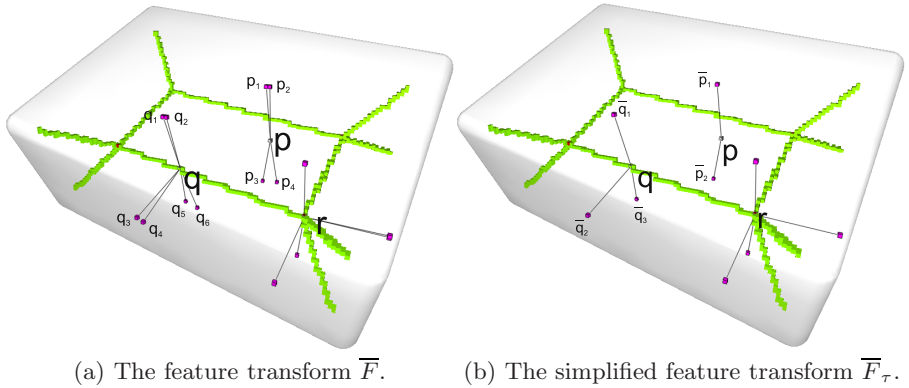 p₁ p₂
q₁ q₂
p
p₃ p₄
q
q₃ q₄
q₅ q₆
r
(a) The feature transform F̅.
p̅₁
q̅₁
p
p̅₂
q
q̅₂
q̅₃
r
(b) The simplified feature transform F̅τ.